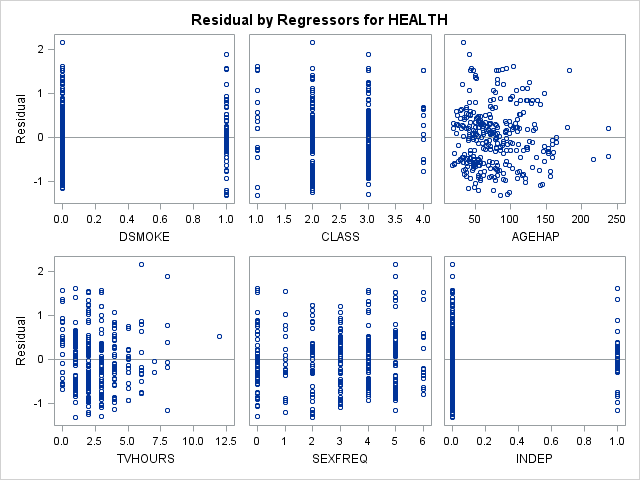 Residual by Regressors for HEALTH
Residual
2
1
0
-1
0.0 0.2 0.4 0.6 0.8 1.0
DSMOKE
1.0 1.5 2.0 2.5 3.0 3.5 4.0
CLASS
50 100 150 200 250
AGEHAP
Residual
2
1
0
-1
0.0 2.5 5.0 7.5 10.0 12.5
TVHOURS
0 1 2 3 4 5 6
SEXFREQ
0.0 0.2 0.4 0.6 0.8 1.0
INDEP